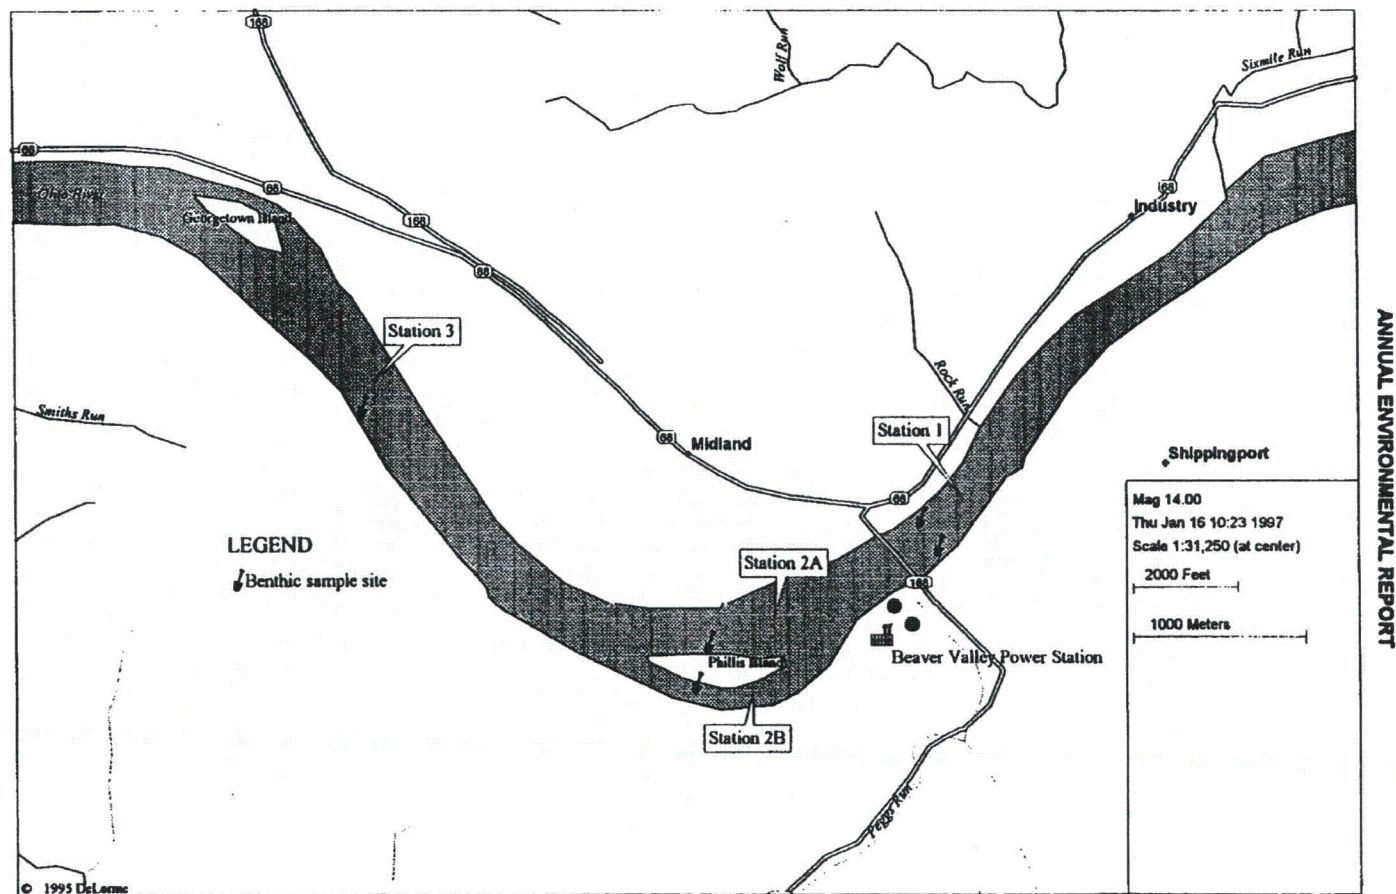 168
Wolf Run
Sixmile Run
68
Ohio River
68
Georgetown Island
168
68
68
Industry
Station 3
Rock Run
Smiths Run
68
Midland
Station 1
Shippingport
68
Mag 14.00
Thu Jan 16 10:23 1997
Scale 1:31,250 (at center)
2000 Feet
1000 Meters
LEGEND
Benthic sample site
Station 2A
168
Phillis Island
Beaver Valley Power Station
Station 2B
Peggs Run
© 1995 DeLorme
ANNUAL ENVIRONMENTAL REPORT